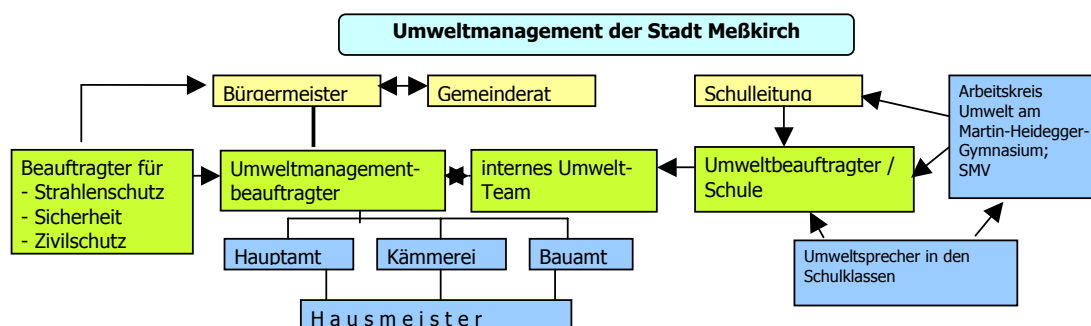 Umweltmanagement der Stadt Meßkirch
Bürgermeister
Gemeinderat
Schulleitung
Arbeitskreis
Umwelt am
Martin-Heidegger-
Gymnasium;
SMV
Beauftragter für
- Strahlenschutz
- Sicherheit
- Zivilschutz
Umweltmanagement-
beauftragter
internes Umwelt-
Team
Umweltbeauftragter /
Schule
Hauptamt
Kämmerei
Bauamt
Umweltsprecher in den
Schulklassen
H a u s m e i s t e r